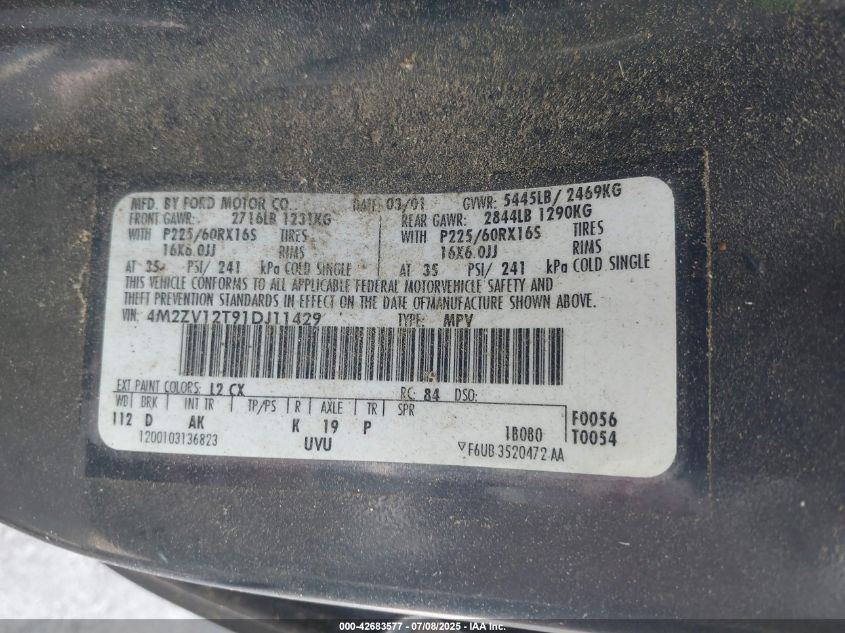 MFD. BY FORD MOTOR CO. DATE: 03/01 GVWR: 5445LB/ 2469KG
FRONT GAWR: 2716LB 1231KG REAR GAWR: 2844LB 1290KG
WITH P225/60RX16S TIRES WITH P225/60RX16S TIRES
16X6.0JJ RIMS 16X6.0JJ RIMS
AT 35 PSI/ 241 kPa COLD SINGLE AT 35 PSI/ 241 kPa COLD SINGLE
THIS VEHICLE CONFORMS TO ALL APPLICABLE FEDERAL MOTORVEHICLE SAFETY AND
THEFT PREVENTION STANDARDS IN EFFECT ON THE DATE OFMANUFACTURE SHOWN ABOVE.
VIN: 4M2ZV12T91DJ11429 TYPE: MPV
EXT PAINT COLORS: L2 CX RC: 84 DSO:
WB BRK INT TR TP/PS R AXLE TR SPR
112 D AK K 19 P F0056
1200103136823 UVU 1B080 T0054
F6UB 3520472 AA
000-42683577 - 07/08/2025 - IAA Inc.